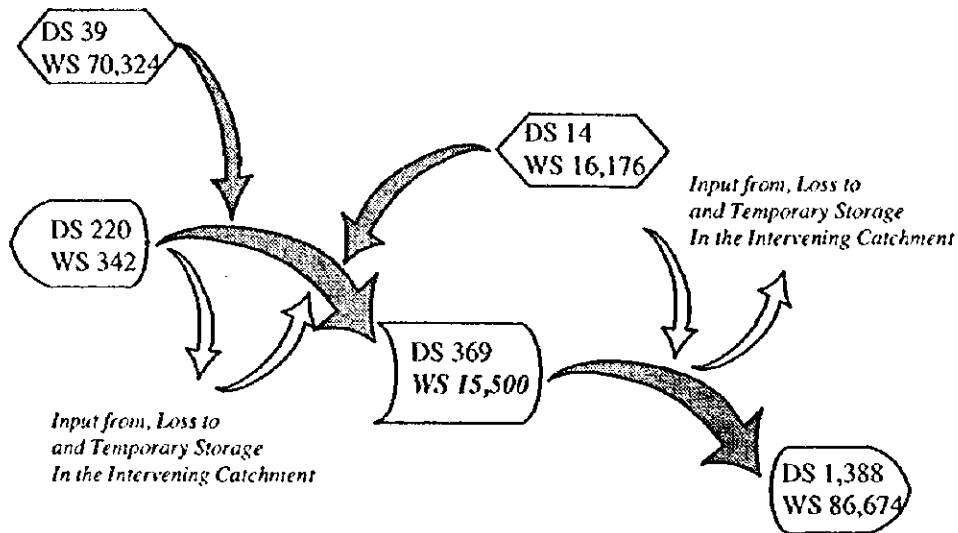 DS 39
WS 70,324
DS 14
WS 16,176
Input from, Loss to
and Temporary Storage
In the Intervening Catchment
DS 220
WS 342
DS 369
WS 15,500
Input from, Loss to
and Temporary Storage
In the Intervening Catchment
DS 1,388
WS 86,674